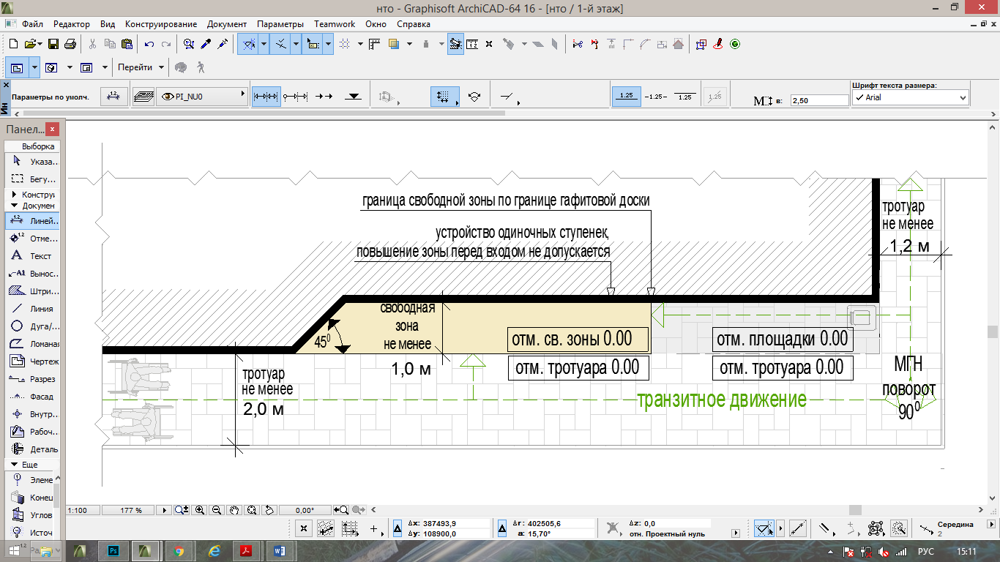 нто - Graphisoft ArchiCAD-64 16 - [нто / 1-й этаж]
Файл Редактор Вид Конструирование Документ Параметры Teamwork Окно Справка
Перейти
Параметры по умолч. PI_NU0 1.25 -1.25- 1.25 1.25 M в: 2,50 Шрифт текста размера:
Arial
Ин
Панел...
Выборка
Указа...
Бегу...
Констру
Докумен
Линей...
Отме...
Текст
Вынос...
Штри...
Линия
Дуга/...
Ломаная
Чертеж
Разрез
Фасад
Внутр...
Рабоч...
Деталь
Еще
Элеме
Конец
Углов
Источ
граница свободной зоны по границе гафитовой доски
устройство одиночных ступенек,
повышение зоны перед входом не допускается
тротуар
не менее
1,2 м
свободная
зона
не менее
1,0 м
45⁰
отм. св. зоны 0.00
отм. площадки 0.00
отм. тротуара 0.00
отм. тротуара 0.00
тротуар
не менее
2,0 м
транзитное движение
МГН
поворот
90⁰
1:100 177 % 0,00°
Δx: 387493,9 Δr: 402505,6 Δz: 0,0 Середина
Δy: 108900,0 a: 15,70° отн. Проектный нуль 2
Ps W РУС 15:11